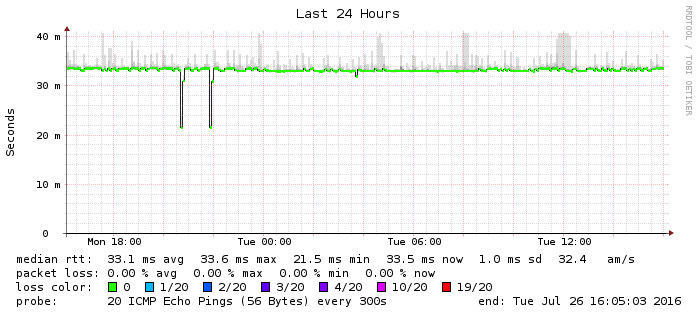 Last 24 Hours
RRDTOOL / TOBI OETIKER
Seconds
40 m
30 m
20 m
10 m
0
Mon 18:00 Tue 00:00 Tue 06:00 Tue 12:00
median rtt: 33.1 ms avg 33.6 ms max 21.5 ms min 33.5 ms now 1.0 ms sd 32.4 am/s
packet loss: 0.00 % avg 0.00 % max 0.00 % min 0.00 % now
loss color: 0 1/20 2/20 3/20 4/20 10/20 19/20
probe: 20 ICMP Echo Pings (56 Bytes) every 300s end: Tue Jul 26 16:05:03 2016